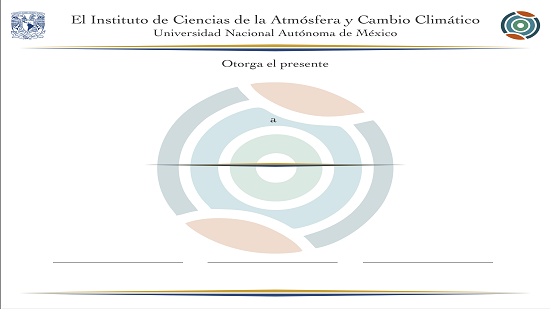 El Instituto de Ciencias de la Atmósfera y Cambio Climático
Universidad Nacional Autónoma de México
Otorga el presente
a